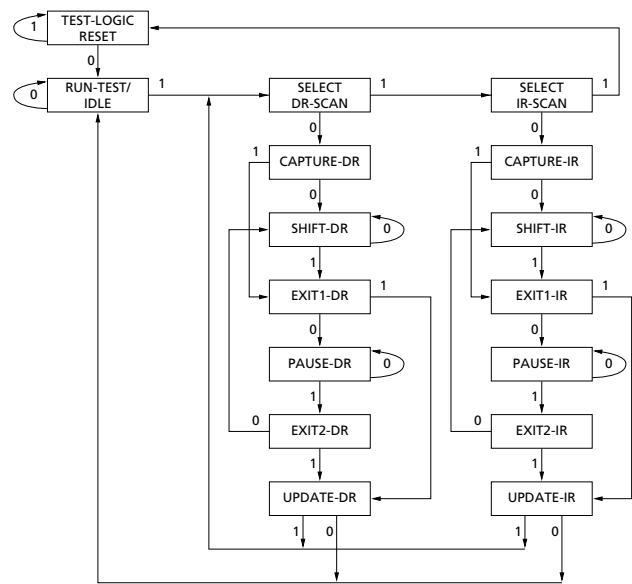 TEST-LOGIC
RESET
1
0
RUN-TEST/
IDLE
0
1
SELECT
DR-SCAN
1
SELECT
IR-SCAN
1
0
0
1
CAPTURE-DR
1
CAPTURE-IR
0
0
SHIFT-DR
0
SHIFT-IR
0
1
1
EXIT1-DR
1
EXIT1-IR
1
0
0
PAUSE-DR
0
PAUSE-IR
0
1
1
0
EXIT2-DR
0
EXIT2-IR
1
1
UPDATE-DR
UPDATE-IR
1
0
1
0